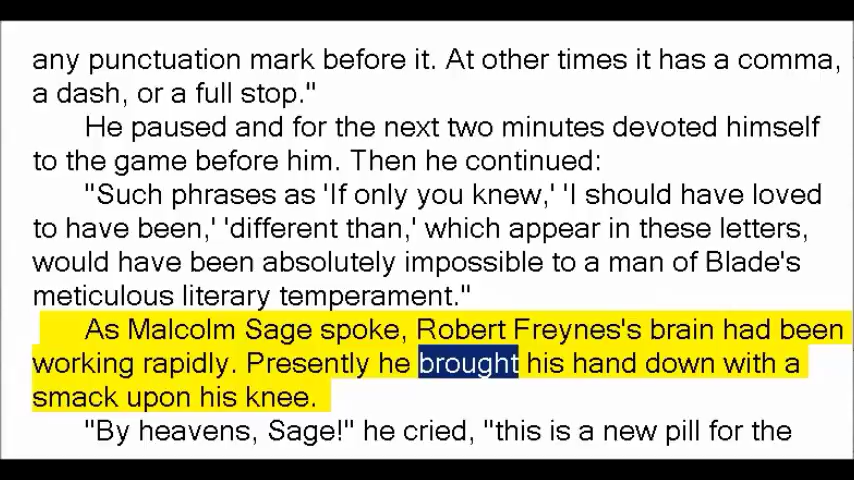 any punctuation mark before it. At other times it has a comma,
a dash, or a full stop."
He paused and for the next two minutes devoted himself
to the game before him. Then he continued:
"Such phrases as 'If only you knew,' 'I should have loved
to have been,' 'different than,' which appear in these letters,
would have been absolutely impossible to a man of Blade's
meticulous literary temperament."
As Malcolm Sage spoke, Robert Freynes's brain had been
working rapidly. Presently he brought his hand down with a
smack upon his knee.
"By heavens, Sage!" he cried, "this is a new pill for the